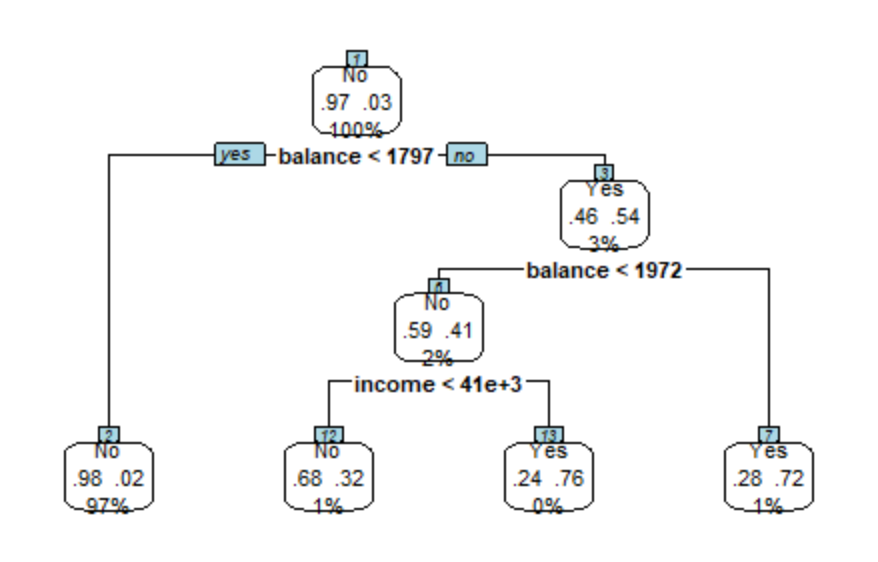 1
No
.97 .03
100%
yes balance < 1797 no
3
Yes
.46 .54
3%
balance < 1972
6
No
.59 .41
2%
income < 41e+3
2
No
.98 .02
97%
12
No
.68 .32
1%
13
Yes
.24 .76
0%
7
Yes
.28 .72
1%